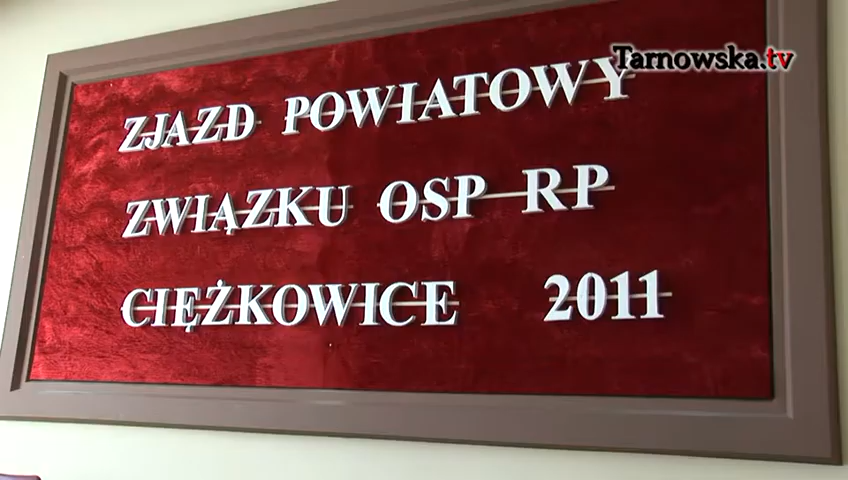 Tarnowska.tv
ZJAZD POWIATOWY
ZWIĄZKU OSP RP
CIĘŻKOWICE 2011